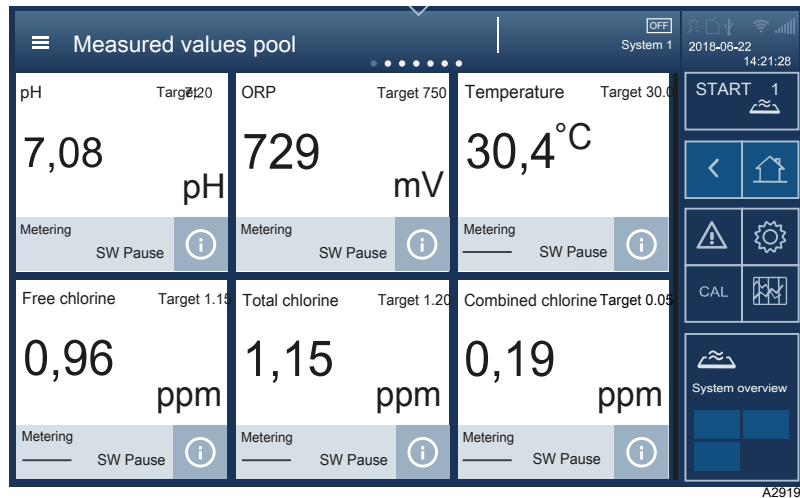 Measured values pool
OFF
System 1
2018-06-22
14:21:28
pH Target 7,20
7,08
pH
Metering
SW Pause
ORP Target 750
729
mV
Metering
SW Pause
Temperature Target 30.0
30,4°C
Metering
SW Pause
Free chlorine Target 1.15
0,96
ppm
Metering
SW Pause
Total chlorine Target 1.20
1,15
ppm
Metering
SW Pause
Combined chlorine Target 0.05
0,19
ppm
Metering
SW Pause
START 1
CAL
System overview
A2919